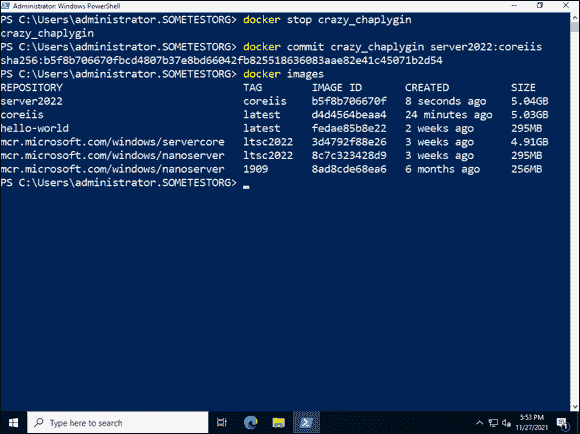 Administrator: Windows PowerShell
PS C:\Users\administrator.SOMETESTORG> docker stop crazy_chaplygin
crazy_chaplygin
PS C:\Users\administrator.SOMETESTORG> docker commit crazy_chaplygin server2022:coreiis
sha256:b5f8b706670fbcd4807b37e8bd66042fb825518636083aae82e41c45071b2d54
PS C:\Users\administrator.SOMETESTORG> docker images
REPOSITORY TAG IMAGE ID CREATED SIZE
server2022 coreiis b5f8b706670f 8 seconds ago 5.04GB
coreiis latest d4d4564beaa4 24 minutes ago 5.03GB
hello-world latest fedae85b8e22 2 weeks ago 295MB
mcr.microsoft.com/windows/servercore ltsc2022 3d4792f88e26 3 weeks ago 4.91GB
mcr.microsoft.com/windows/nanoserver ltsc2022 8c7c323428d9 3 weeks ago 295MB
mcr.microsoft.com/windows/nanoserver 1909 8ad8cde68ea6 6 months ago 256MB
PS C:\Users\administrator.SOMETESTORG>
Type here to search
5:53 PM
11/27/2021